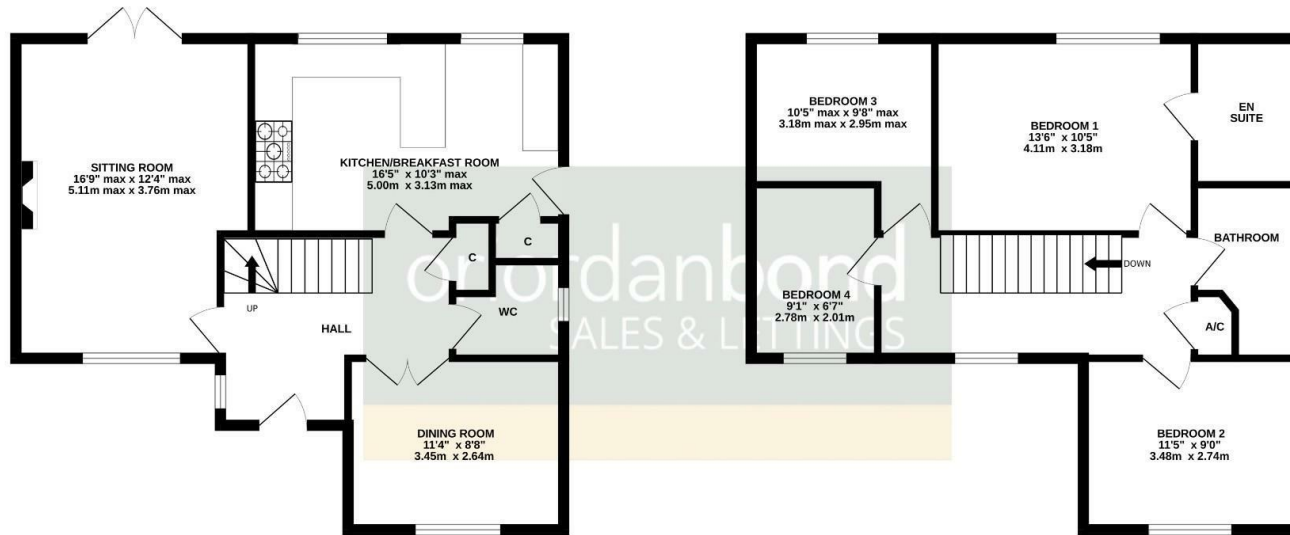 SITTING ROOM
16'9" max x 12'4" max
5.11m max x 3.76m max
KITCHEN/BREAKFAST ROOM
16'5" x 10'3" max
5.00m x 3.13m max
C
C
WC
UP
HALL
DINING ROOM
11'4" x 8'8"
3.45m x 2.64m
BEDROOM 3
10'5" max x 9'8" max
3.18m max x 2.95m max
BEDROOM 1
13'6" x 10'5"
4.11m x 3.18m
EN
SUITE
BATHROOM
DOWN
BEDROOM 4
9'1" x 6'7"
2.78m x 2.01m
A/C
BEDROOM 2
11'5" x 9'0"
3.48m x 2.74m
oriordanbond
SALES & LETTINGS